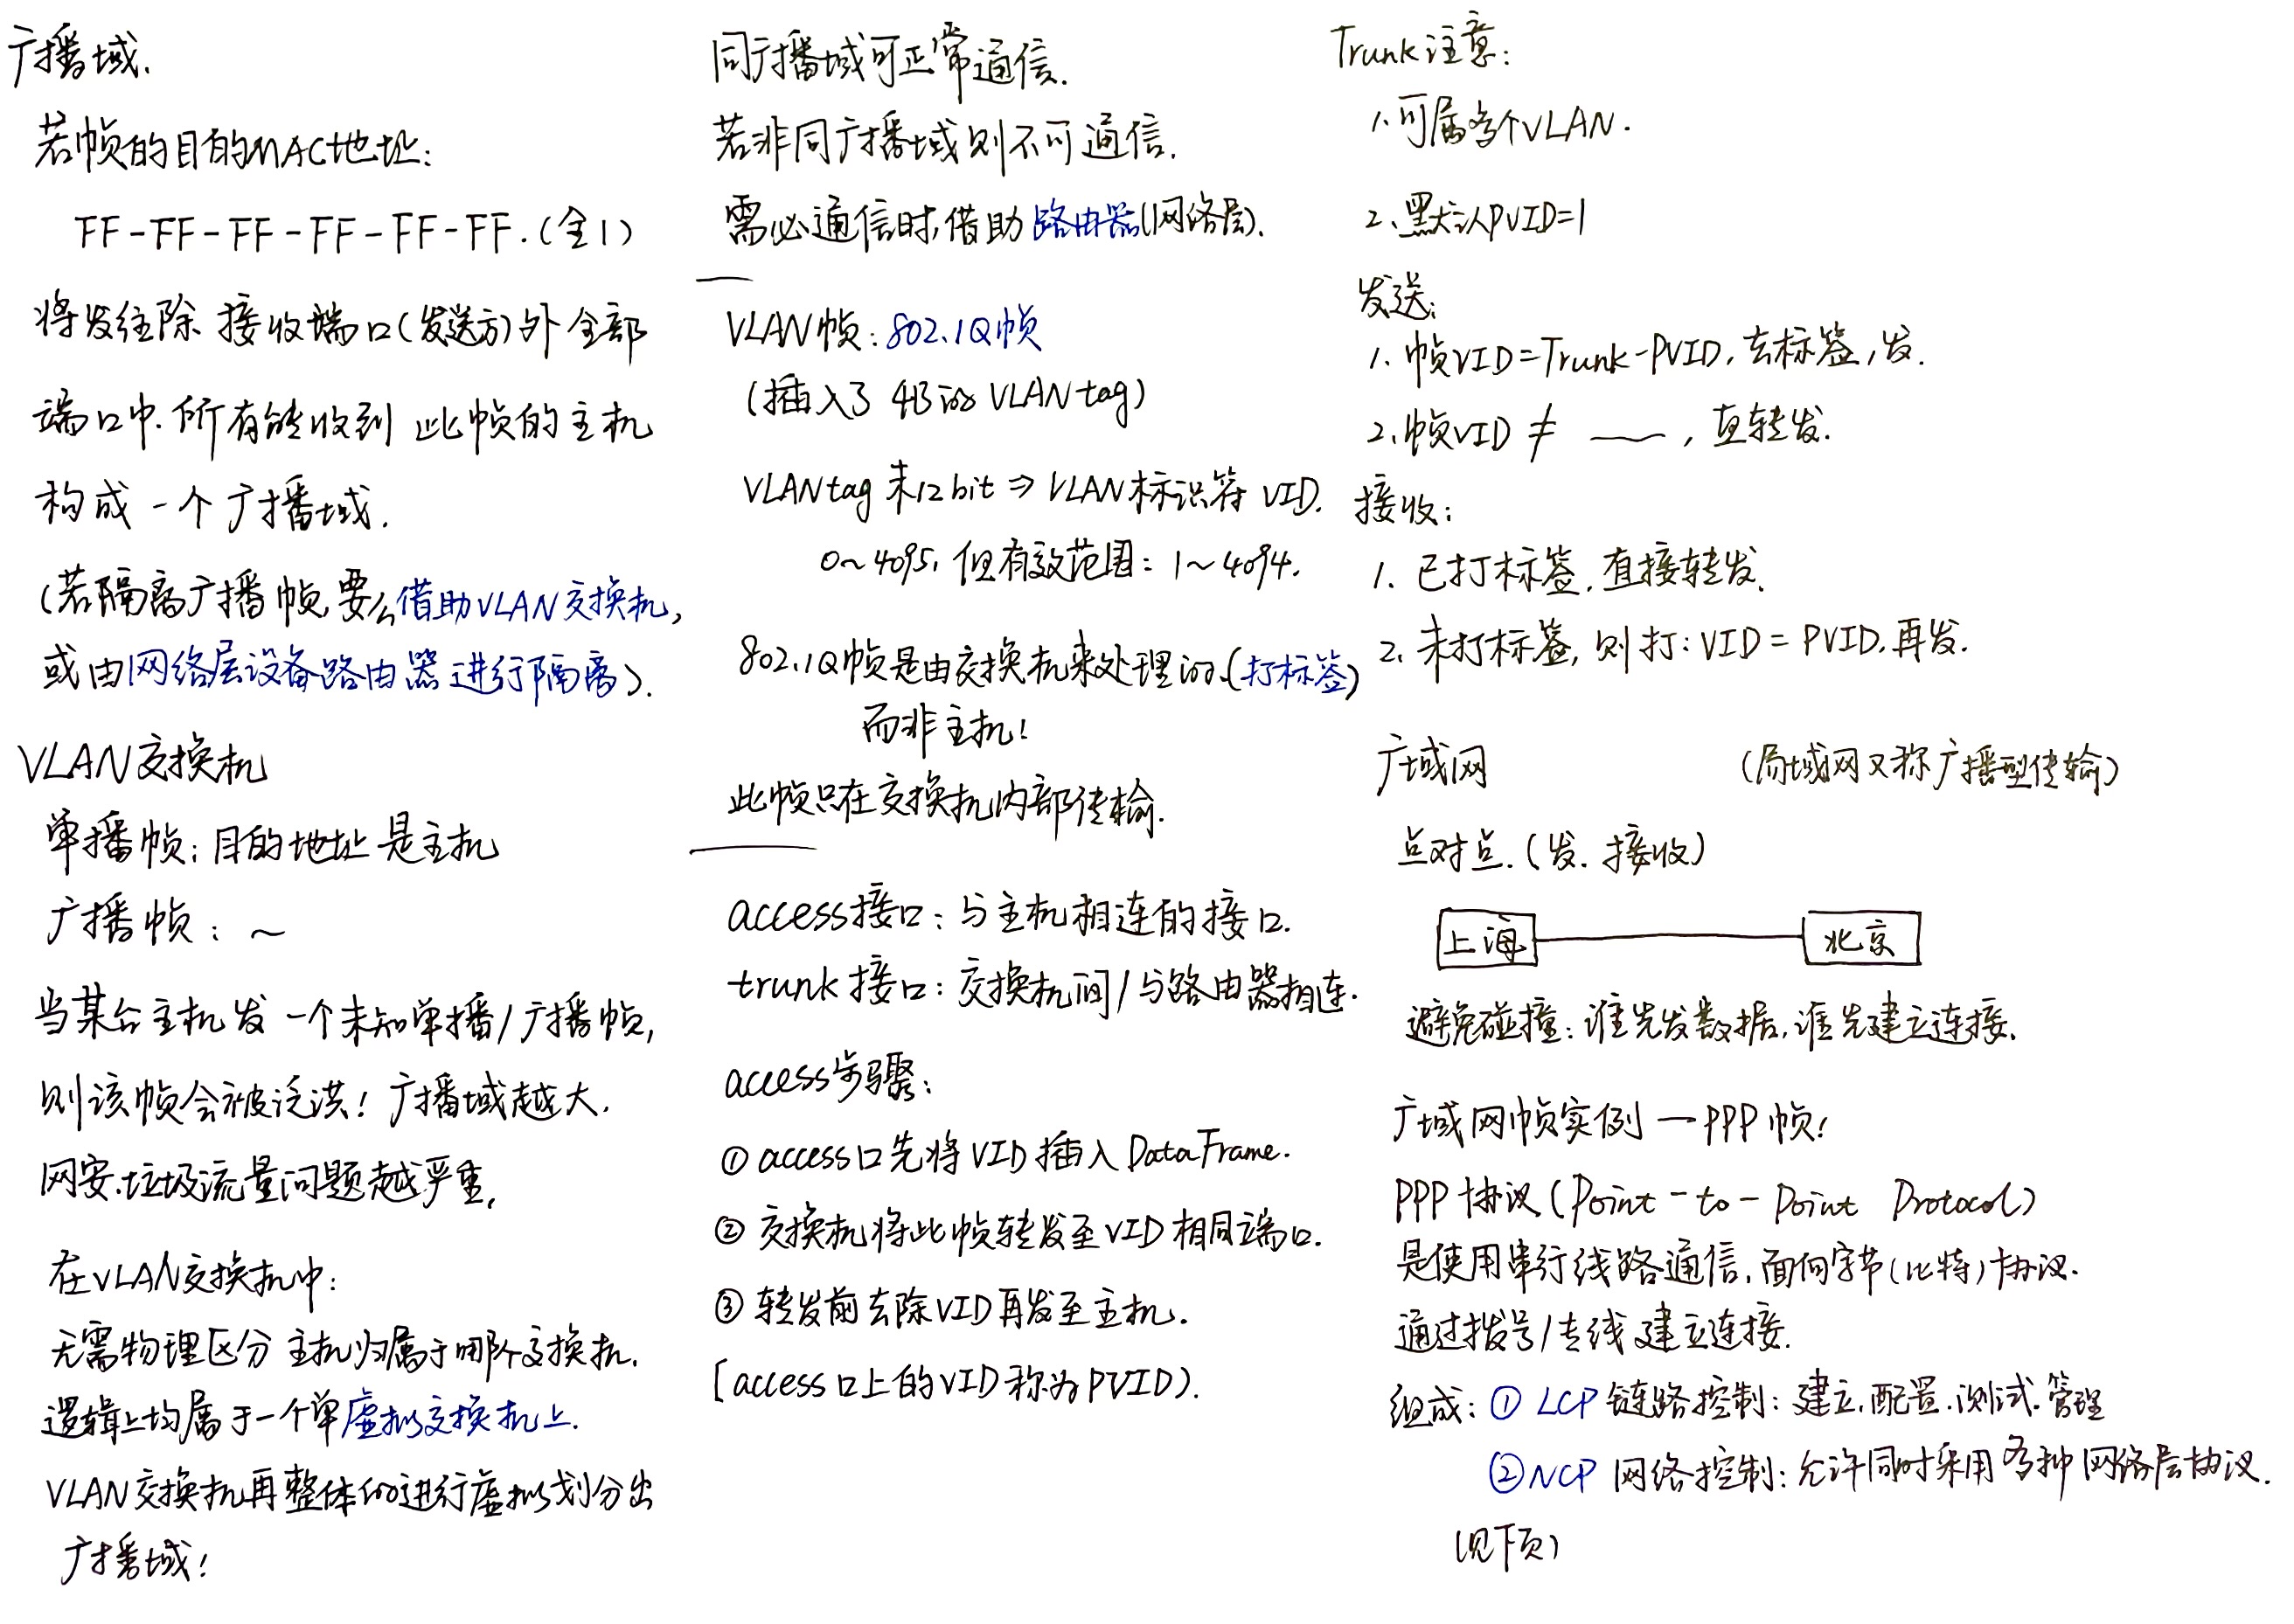 广播域.
若帧的目的MAC地址:
FF-FF-FF-FF-FF-FF.(全1)
将发往除 接收端口(发送方)外全部
端口中.所有能收到 此帧的主机
构成 一个广播域.
(若隔离广播帧,要么借助VLAN交换机,
或由网络层设备路由器进行隔离).
VLAN交换机
单播帧:目的地址是主机
广播帧:~
当某台主机发 一个未知单播/广播帧,
则该帧会被泛洪! 广播域越大.
网安.垃圾流量问题越严重,
在VLAN交换机中:
无需物理区分 主机归属于哪个交换机.
逻辑上均属于一个单虚拟交换机上.
VLAN交换机再整体的进行虚拟划分出
广播域!
同广播域可正常通信.
若非同广播域则不可通信.
需必通信时,借助路由器(网络层).
VLAN帧:802.1Q帧
(插入了 4B的 VLAN tag)
VLAN tag 末12bit ⇒ VLAN标识符 VID.
0~4095, 但有效范围: 1~4094.
802.1Q帧是由交换机来处理的.(打标签)
而非主机!
此帧只在交换机内部传输.
access接口: 与主机相连的接口.
trunk接口: 交换机间/与路由器相连.
access步骤:
① access口先将VID插入DataFrame.
② 交换机将此帧转发至VID相同端口.
③ 转发前去除VID再发至主机.
[access口上的VID称为PVID).
Trunk注意:
1.可属多个VLAN.
2.默认PVID=1
发送:
1.帧VID=Trunk-PVID,去标签,发.
2.帧VID ≠ ——, 直转发.
接收:
1. 已打标签,直接转发.
2. 未打标签,则打:VID=PVID.再发.
广域网 (局域网又称广播型传输)
点对点.(发.接收)
上海 北京
避免碰撞:谁先发数据,谁先建立连接.
广域网帧实例 — PPP帧!
PPP协议(Point-to-Point Protocol)
是使用串行线路通信,面向字节(比特)协议.
通过拨号/专线建立连接.
组成:① LCP 链路控制: 建立.配置.测试.管理
② NCP 网络控制: 允许同时采用多种网络层协议.
(见下页)